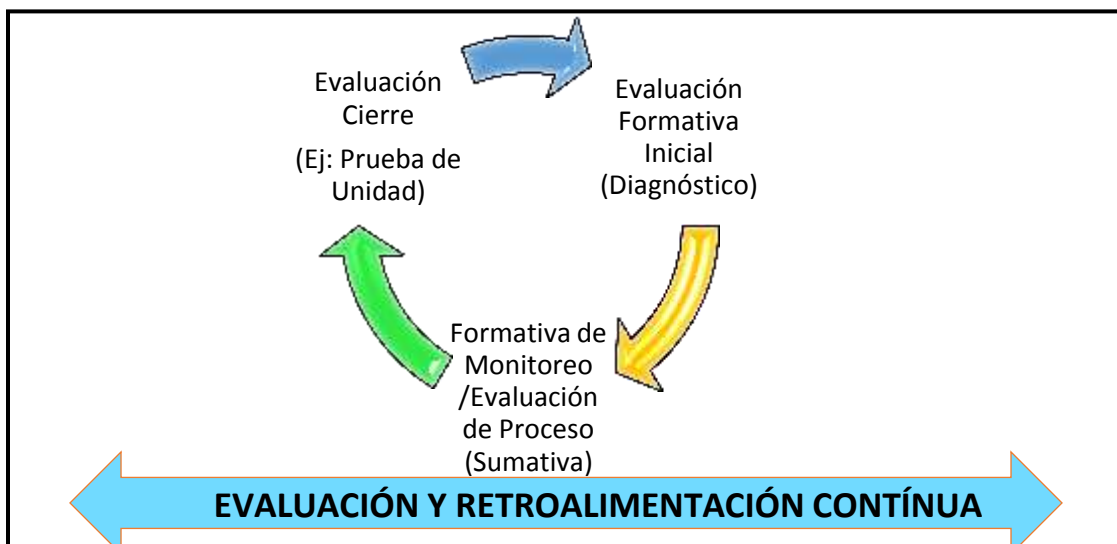 Evaluación
Cierre
(Ej: Prueba de
Unidad)
Evaluación
Formativa
Inicial
(Diagnóstico)
Formativa de
Monitoreo
/Evaluación
de Proceso
(Sumativa)
EVALUACIÓN Y RETROALIMENTACIÓN CONTÍNUA